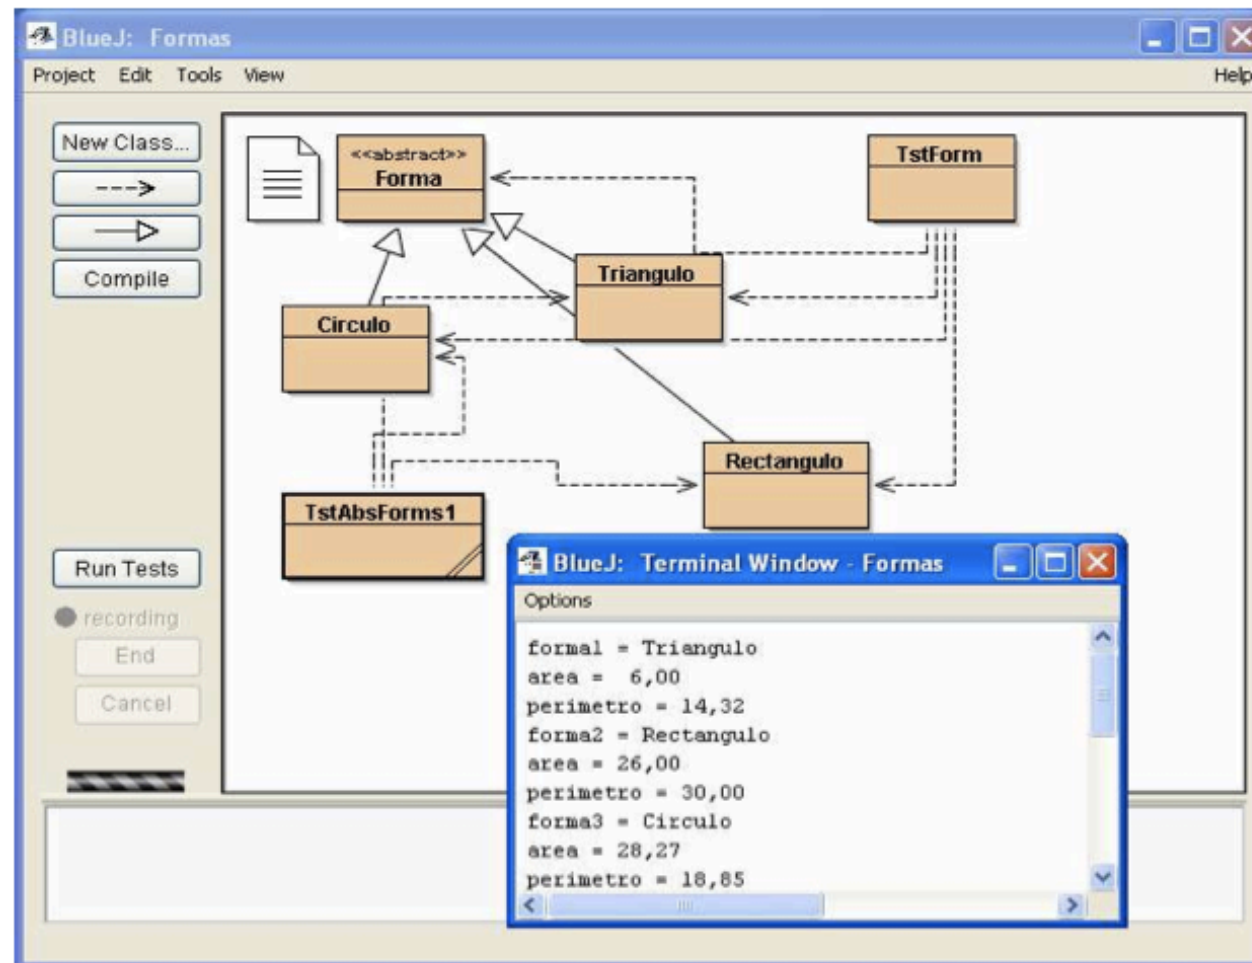 BlueJ: Formas
Project Edit Tools View Help
New Class...
Compile
<<abstract>>
Forma
TstForm
Triangulo
Circulo
Rectangulo
TstAbsForms1
Run Tests
recording
End
Cancel
BlueJ: Terminal Window - Formas
Options
forma1 = Triangulo
area = 6,00
perimetro = 14,32
forma2 = Rectangulo
area = 26,00
perimetro = 30,00
forma3 = Circulo
area = 28,27
perimetro = 18,85